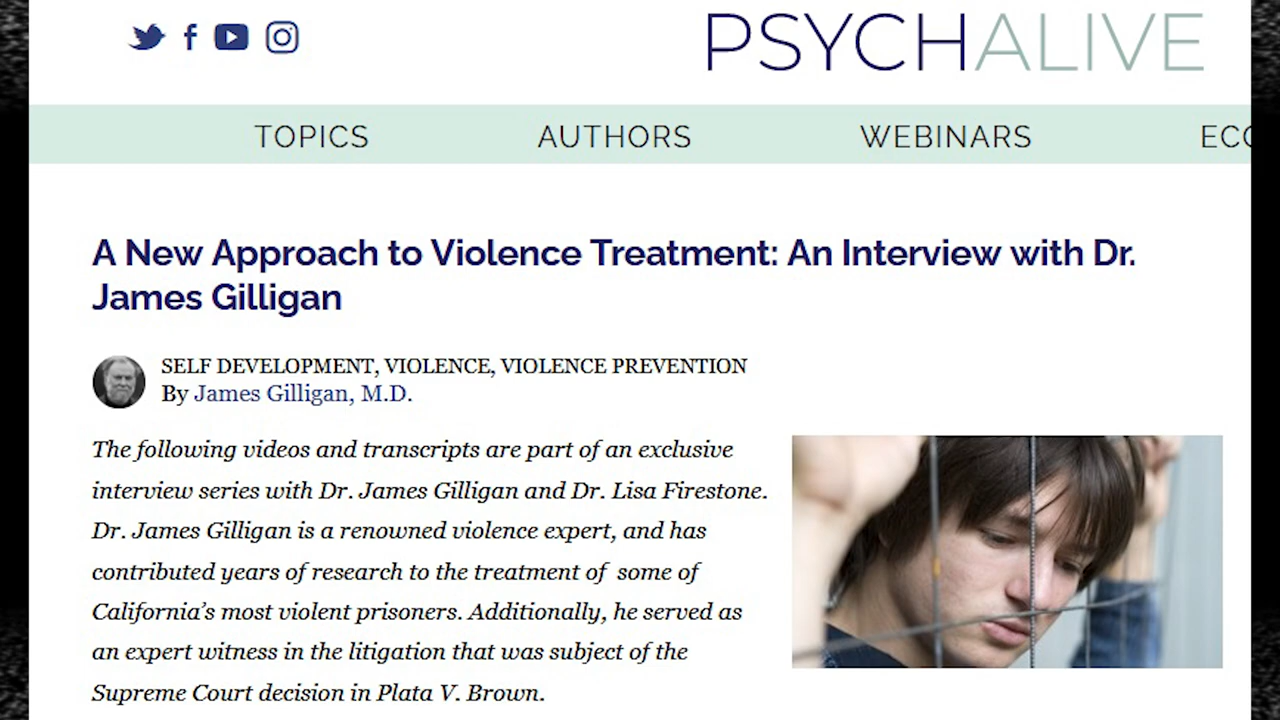 PSYCHALIVE
TOPICS
AUTHORS
WEBINARS
A New Approach to Violence Treatment: An Interview with Dr.
James Gilligan
SELF DEVELOPMENT, VIOLENCE, VIOLENCE PREVENTION
By James Gilligan, M.D.
The following videos and transcripts are part of an exclusive
interview series with Dr. James Gilligan and Dr. Lisa Firestone.
Dr. James Gilligan is a renowned violence expert, and has
contributed years of research to the treatment of some of
California's most violent prisoners. Additionally, he served as
an expert witness in the litigation that was subject of the
Supreme Court decision in Plata V. Brown.